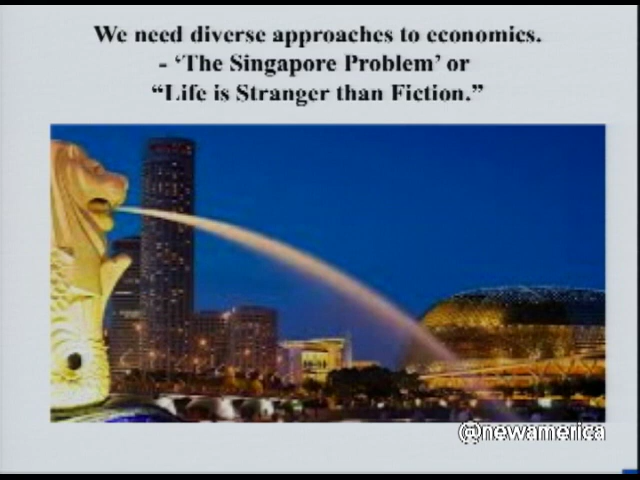 We need diverse approaches to economics.
- ‘The Singapore Problem’ or
“Life is Stranger than Fiction.”
@newamerica